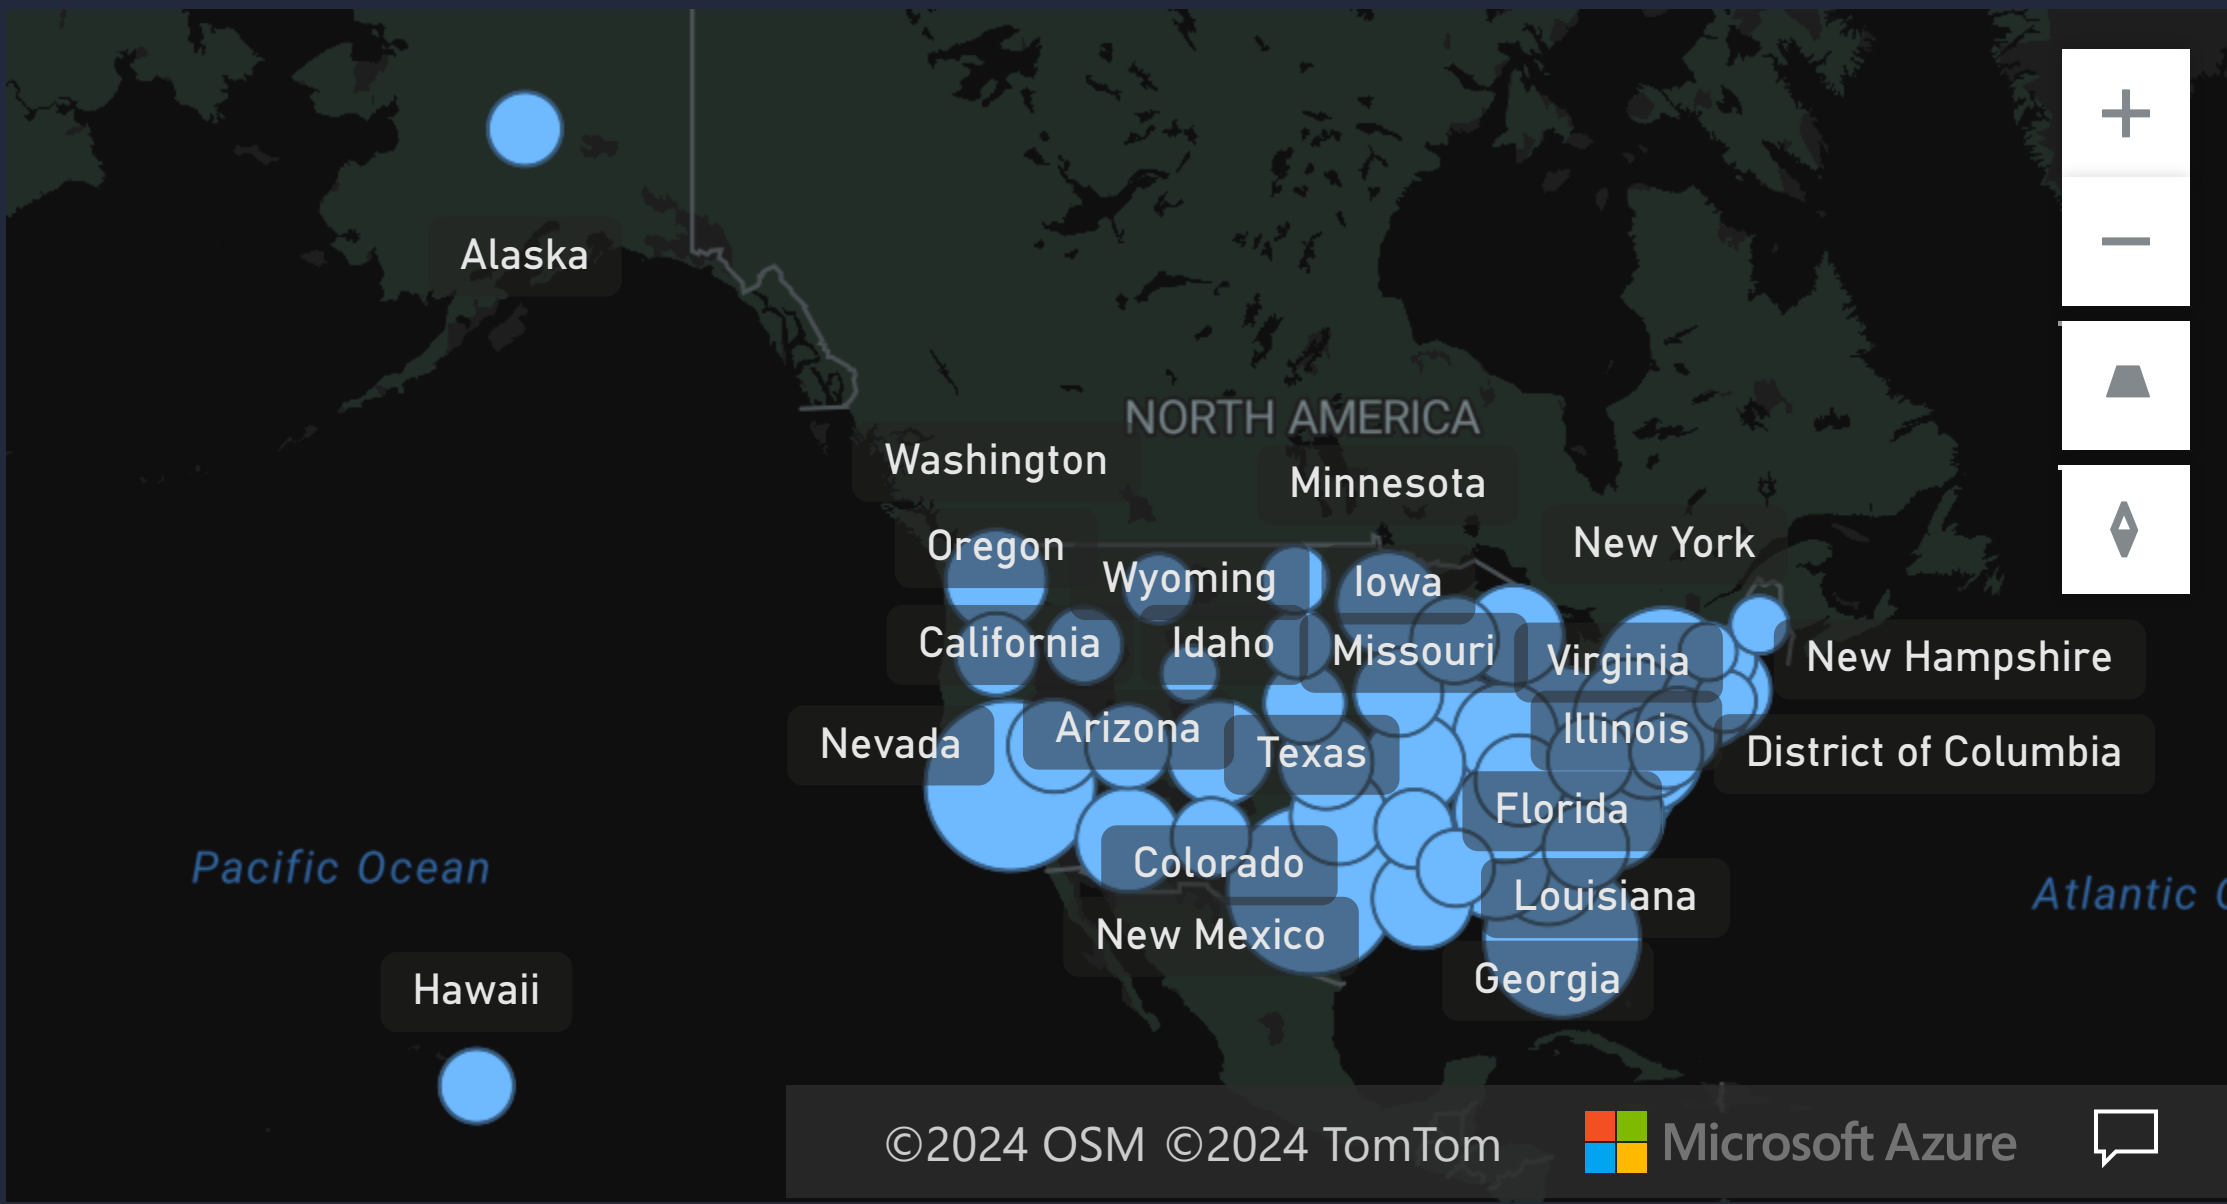 Alaska
NORTH AMERICA
Washington
Minnesota
Oregon
New York
Wyoming
Iowa
California
Idaho
Missouri
Virginia
New Hampshire
Nevada
Arizona
Texas
Illinois
District of Columbia
Florida
Pacific Ocean
Colorado
Louisiana
Atlantic
New Mexico
Georgia
Hawaii
©2024 OSM ©2024 TomTom
Microsoft Azure